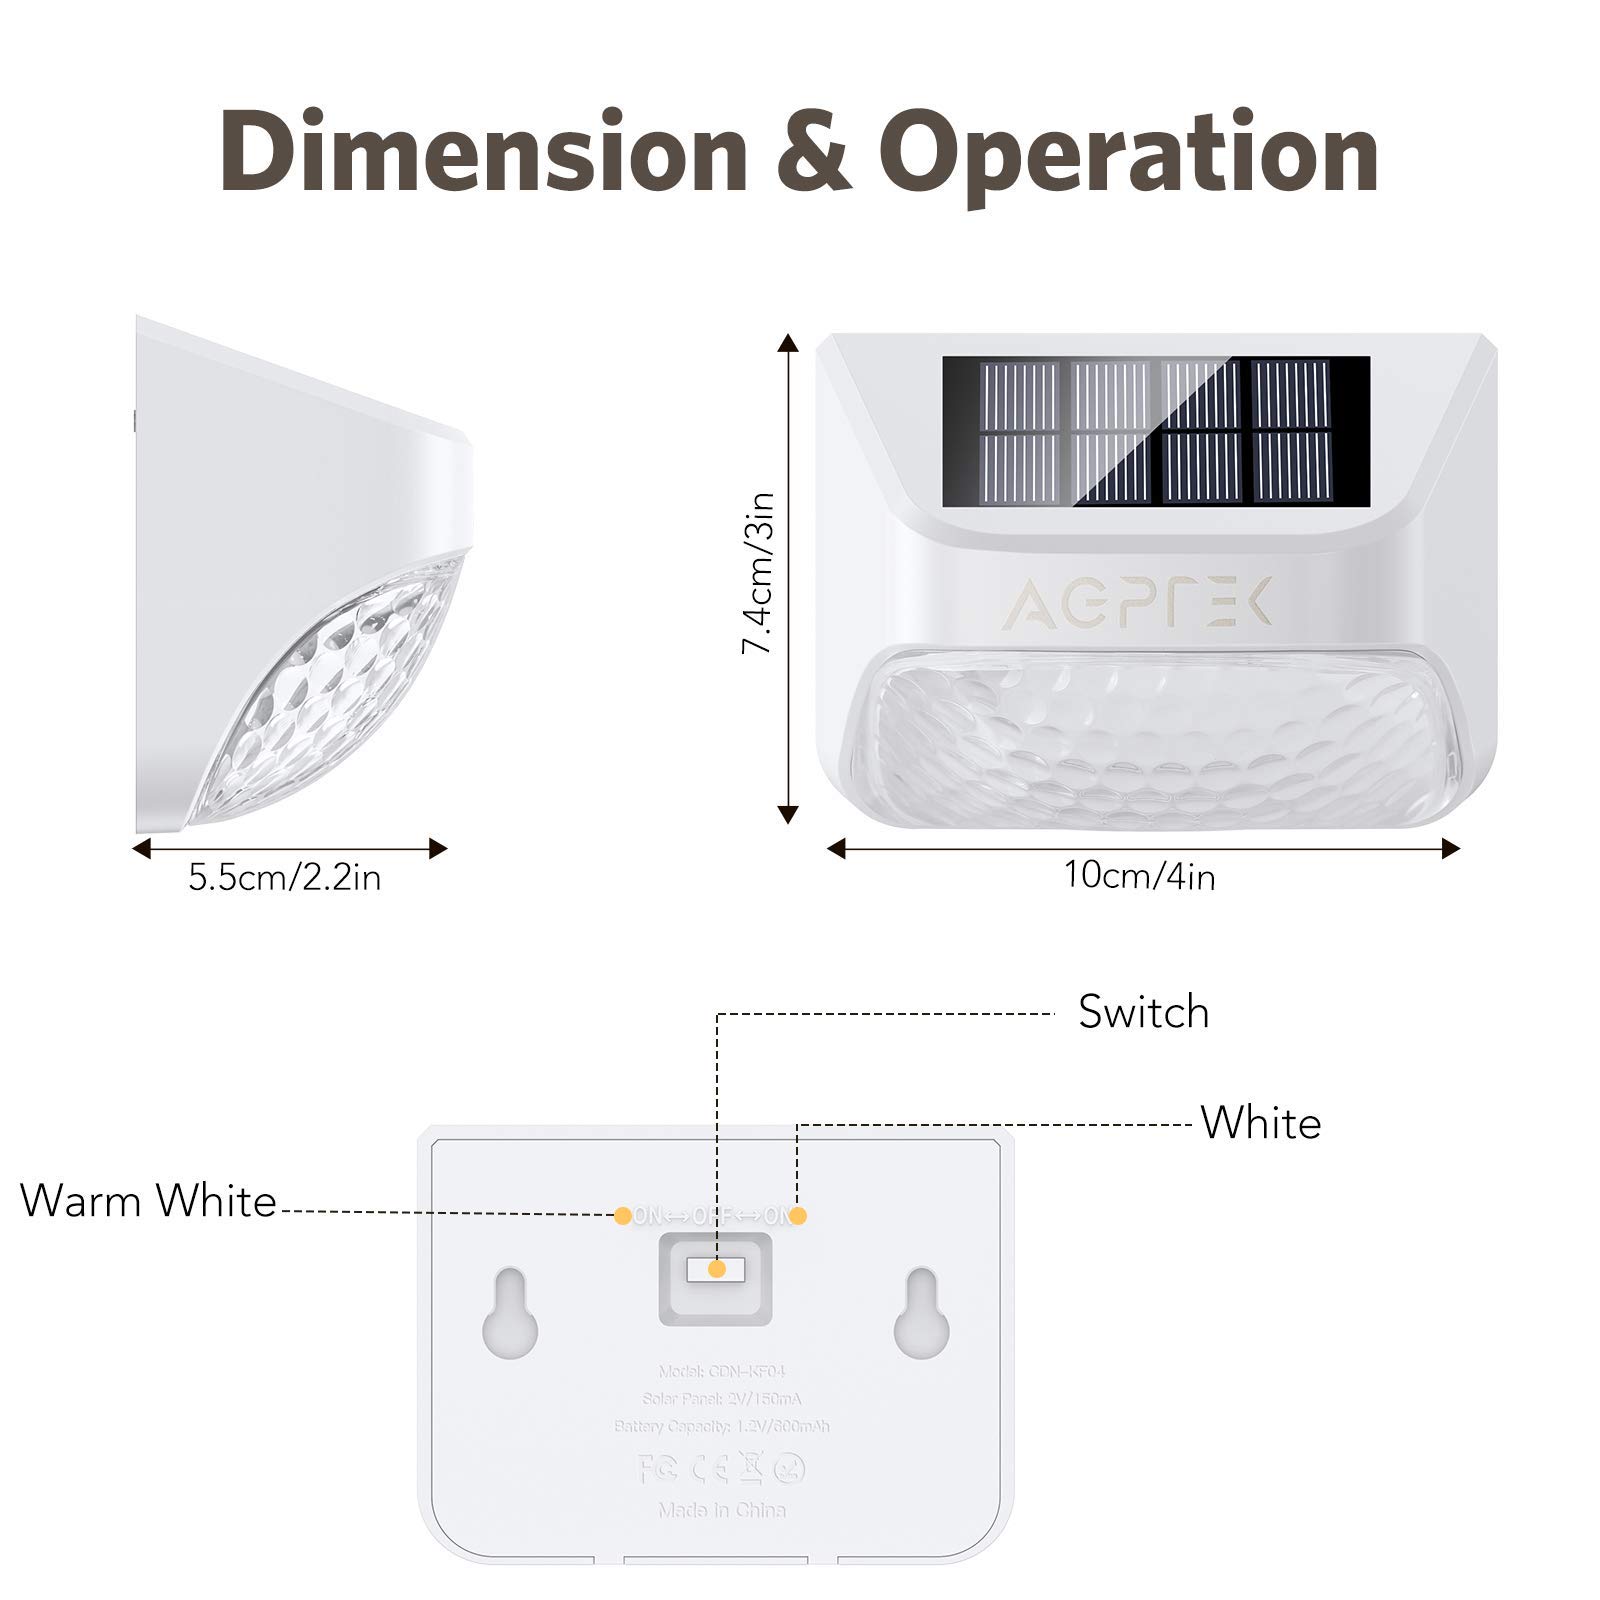 Dimension & Operation
7.4cm/3in
AGPTEK
5.5cm/2.2in
10cm/4in
Switch
White
Warm White
ON↔OFF↔ON
Model: GDN-KF04
Solar Panel: 2V/150mA
Battery Capacity: 1.2V/600mAh
FC CE
Made in China